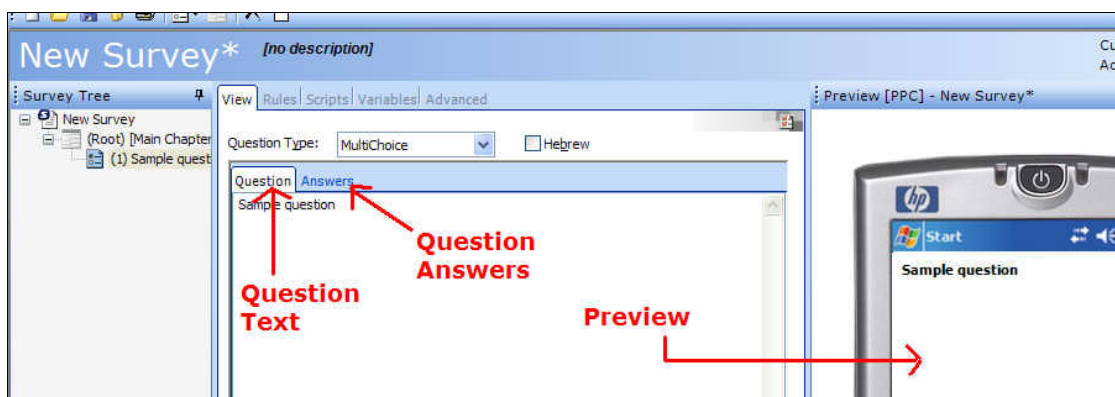 New Survey* [no description]
Cu
Ac
Survey Tree
New Survey
(Root) [Main Chapter
(1) Sample quest
View Rules Scripts Variables Advanced
Question Type: MultiChoice Hebrew
Question Answers
Sample question
Question
Answers
Question
Text
Preview
Preview [PPC] - New Survey*
hp
Start
Sample question